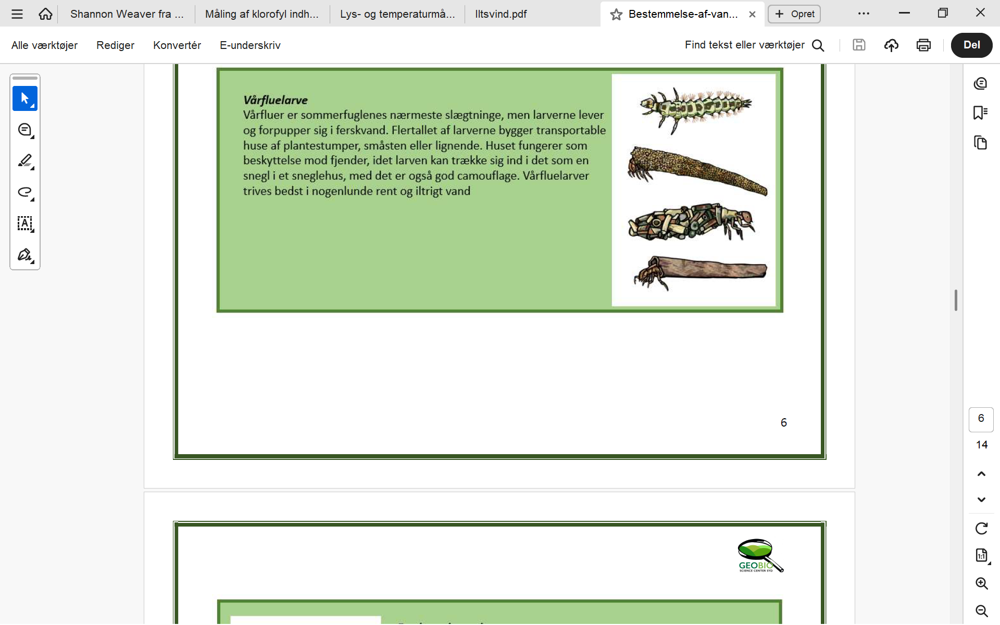 Shannon Weaver fra ...
Måling af klorofyl indh...
Lys- og temperaturmå...
Iltsvind.pdf
Bestemmelse-af-van...
Opret
Alle værktøjer
Rediger
Konvertér
E-underskriv
Find tekst eller værktøjer
Del
Vårfluelarve
Vårfluer er sommerfuglenes nærmeste slægtninge, men larverne lever
og forpupper sig i ferskvand. Flertallet af larverne bygger transportable
huse af plantestumper, småsten eller lignende. Huset fungerer som
beskyttelse mod fjender, idet larven kan trække sig ind i det som en
snegl i et sneglehus, med det er også god camouflage. Vårfluelarver
trives bedst i nogenlunde rent og iltrigt vand
6
6
14
GEOBIO
SCIENCE CENTER SYD
1:1